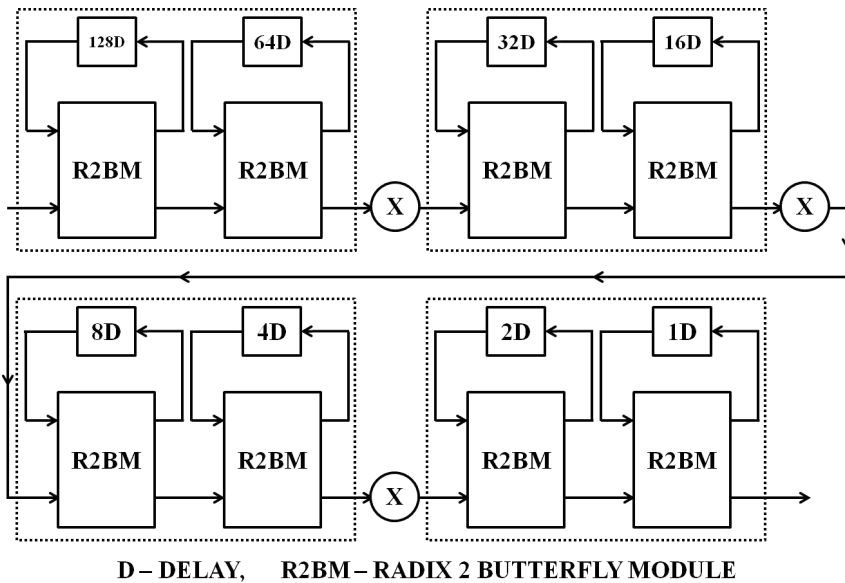 128D 64D 32D 16D
R2BM R2BM R2BM R2BM
X X
8D 4D 2D 1D
R2BM R2BM R2BM R2BM
X
D – DELAY, R2BM – RADIX 2 BUTTERFLY MODULE